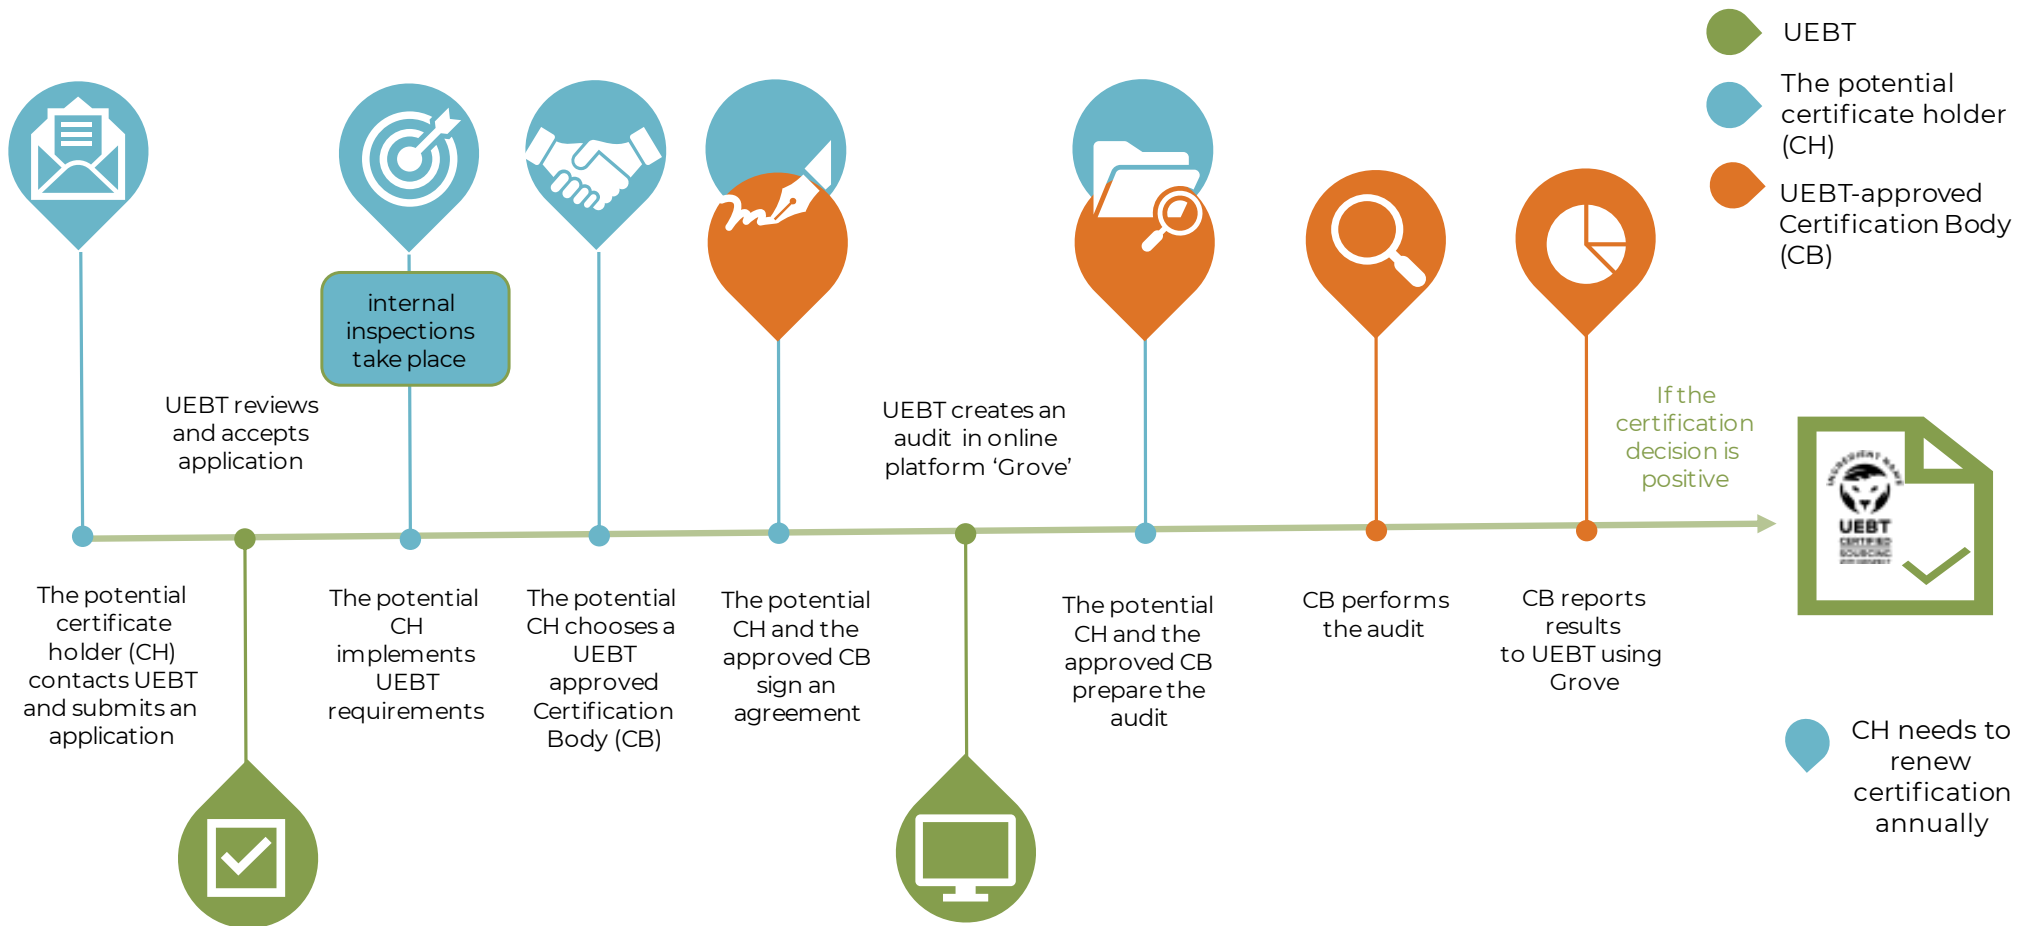 UEBT
The potential
certificate holder
(CH)
UEBT-approved
Certification Body
(CB)
internal
inspections
take place
UEBT reviews
and accepts
application
UEBT creates an
audit in online
platform ‘Grove’
If the
certification
decision is
positive
INGREDIENT NAME
UEBT
CERTIFIED
SOURCING
The potential
certificate
holder (CH)
contacts UEBT
and submits an
application
The potential
CH
implements
UEBT
requirements
The potential
CH chooses a
UEBT
approved
Certification
Body (CB)
The potential
CH and the
approved CB
sign an
agreement
The potential
CH and the
approved CB
prepare the
audit
CB performs
the audit
CB reports
results
to UEBT using
Grove
CH needs to
renew
certification
annually